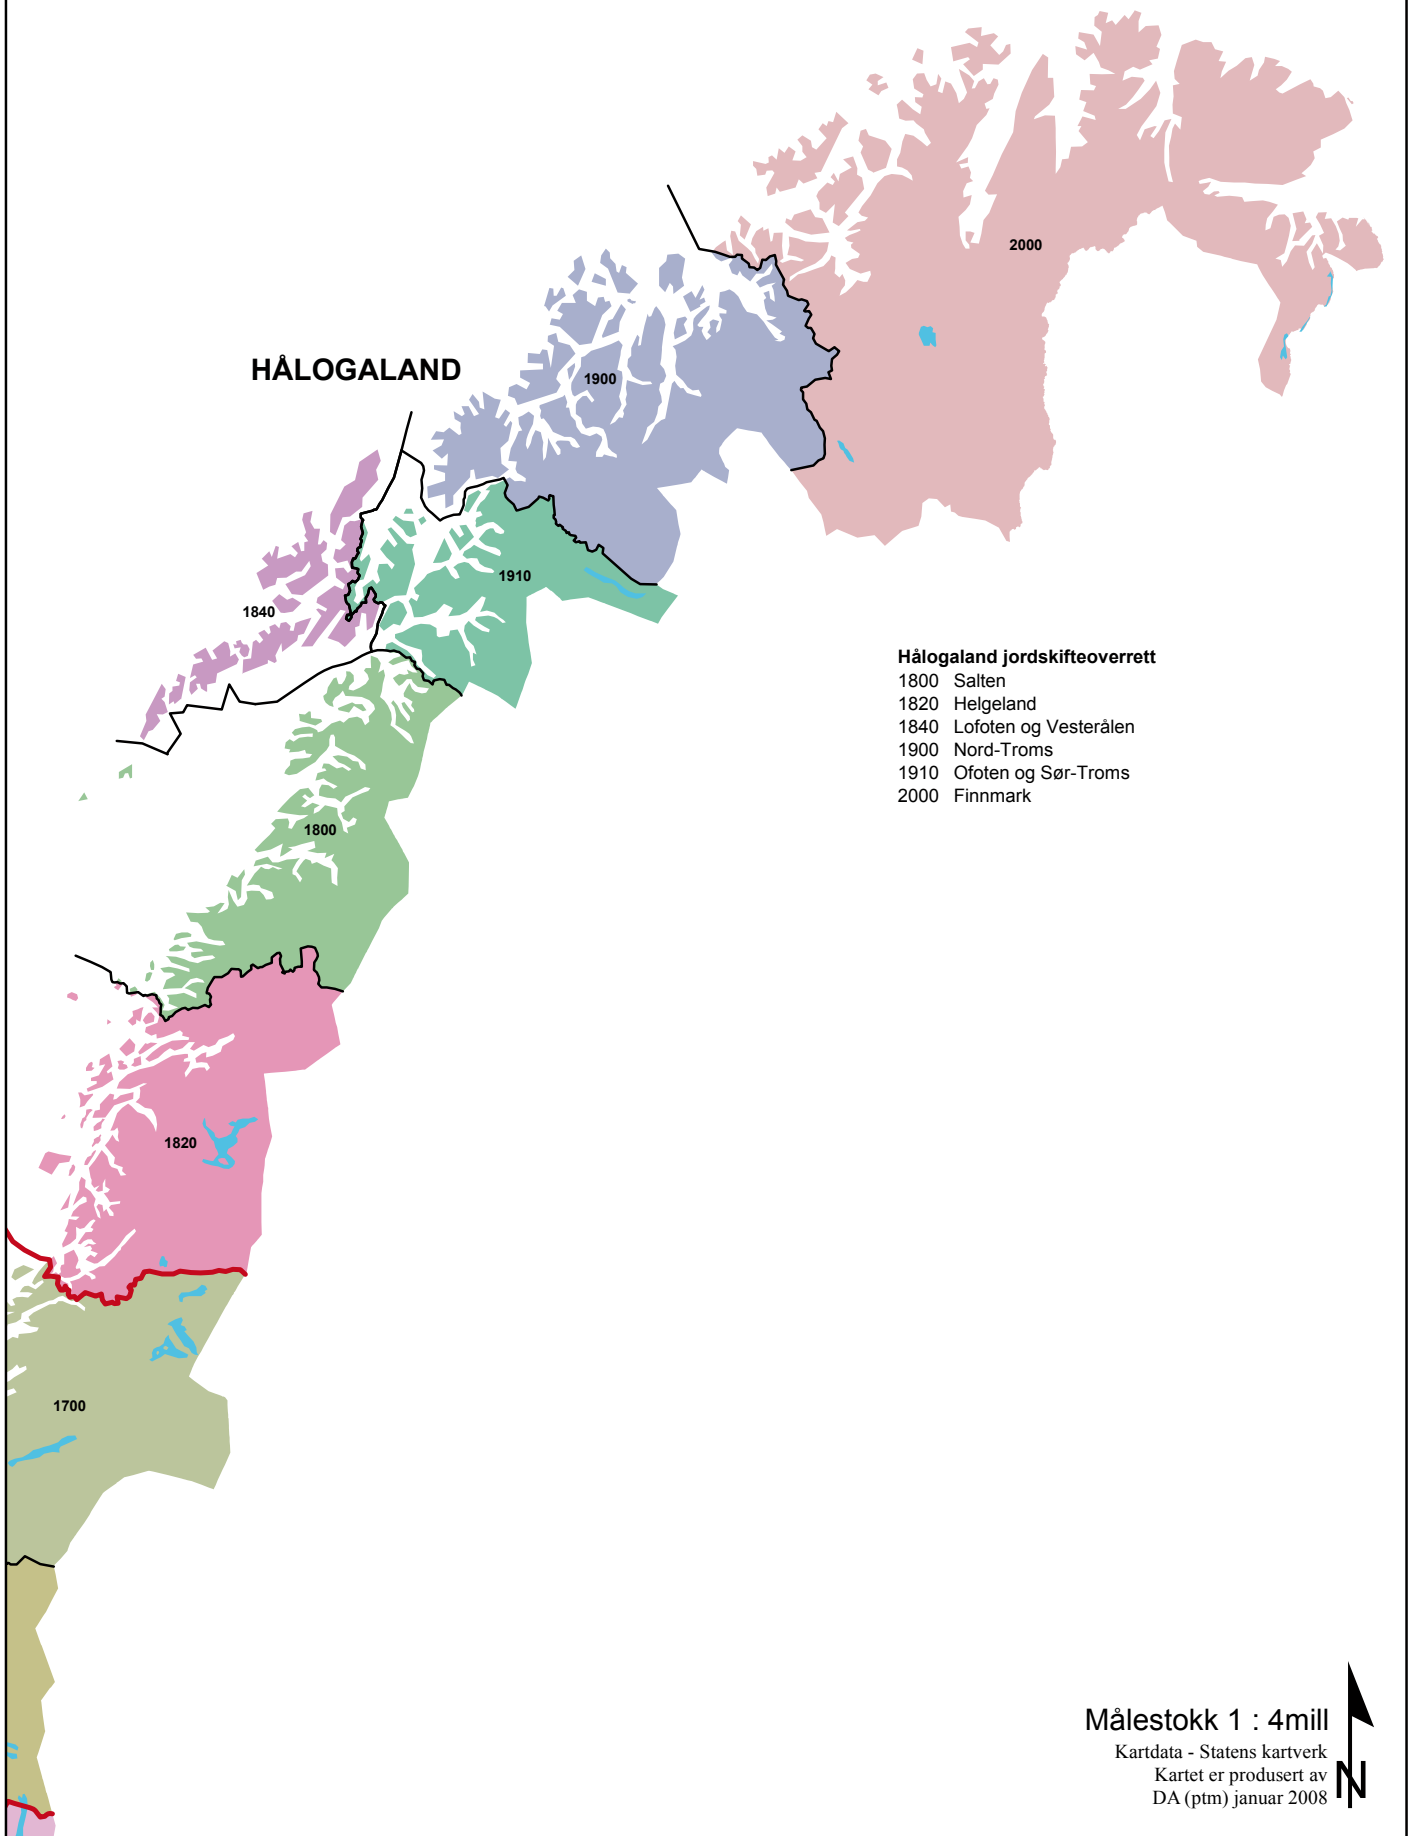 2000
HÅLOGALAND
1900
1910
1840
Hålogaland jordskifteoverrett
1800 Salten
1820 Helgeland
1840 Lofoten og Vesterålen
1900 Nord-Troms
1910 Ofoten og Sør-Troms
2000 Finnmark
1800
1820
1700
Målestokk 1 : 4mill
Kartdata - Statens kartverk
Kartet er produsert av
DA (ptm) januar 2008
N